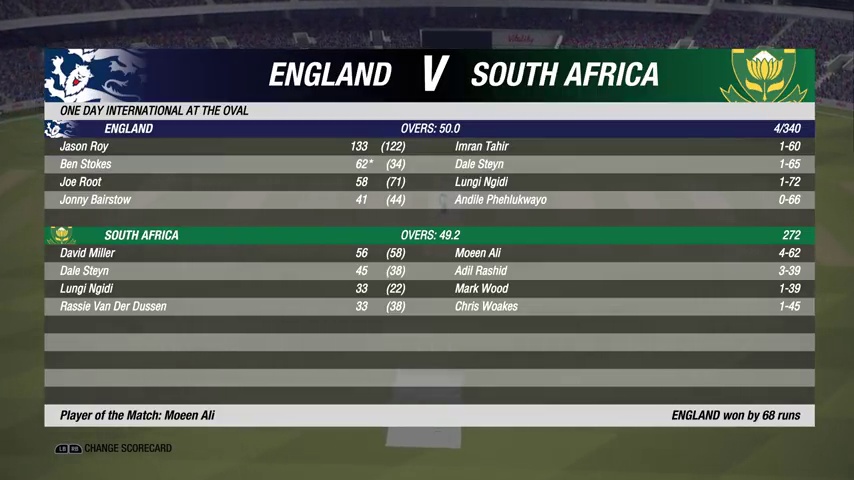 ENGLAND V SOUTH AFRICA
ONE DAY INTERNATIONAL AT THE OVAL
ENGLAND OVERS: 50.0 4/340
Jason Roy 133 (122) Imran Tahir 1-60
Ben Stokes 62* (34) Dale Steyn 1-65
Joe Root 58 (71) Lungi Ngidi 1-72
Jonny Bairstow 41 (44) Andile Phehlukwayo 0-66
SOUTH AFRICA OVERS: 49.2 272
David Miller 56 (58) Moeen Ali 4-62
Dale Steyn 45 (38) Adil Rashid 3-39
Lungi Ngidi 33 (22) Mark Wood 1-39
Rassie Van Der Dussen 33 (38) Chris Woakes 1-45
Player of the Match: Moeen Ali ENGLAND won by 68 runs
LB RB CHANGE SCORECARD